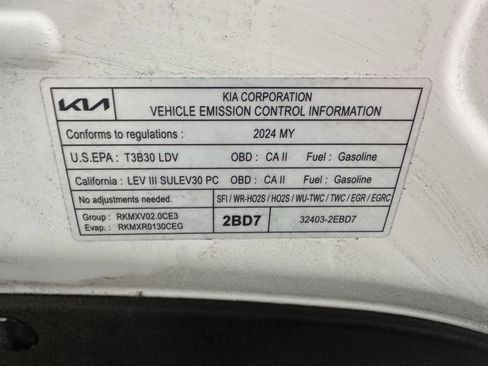 KIA
KIA CORPORATION
VEHICLE EMISSION CONTROL INFORMATION
Conforms to regulations : 2024 MY
U.S.EPA : T3B30 LDV OBD : CA II Fuel : Gasoline
California : LEV III SULEV30 PC OBD : CA II Fuel : Gasoline
No adjustments needed. SFI / WR-HO2S / HO2S / WU-TWC / TWC / EGR / EGRC
Group : RKMXV02.0CE3
Evap. : RKMXR0130CEG
2BD7
32403-2EBD7